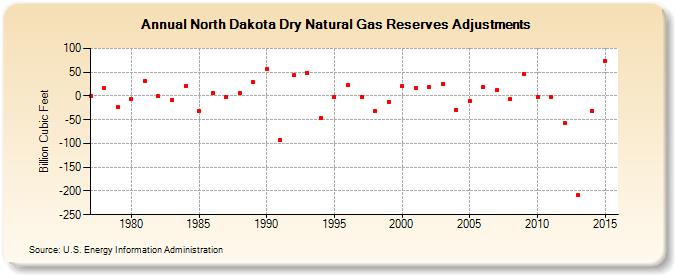 Annual North Dakota Dry Natural Gas Reserves Adjustments
Billion Cubic Feet
100
50
0
-50
-100
-150
-200
-250
1980 1985 1990 1995 2000 2005 2010 2015
Source: U.S. Energy Information Administration